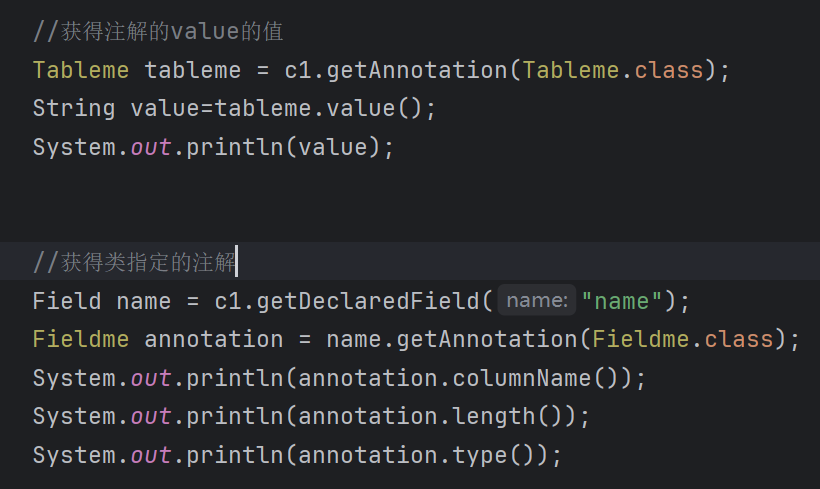 //获得注解的value的值
Tableme tableme = c1.getAnnotation(Tableme.class);
String value=tableme.value();
System.out.println(value);
//获得类指定的注解
Field name = c1.getDeclaredField( name: "name");
Fieldme annotation = name.getAnnotation(Fieldme.class);
System.out.println(annotation.columnName());
System.out.println(annotation.length());
System.out.println(annotation.type());